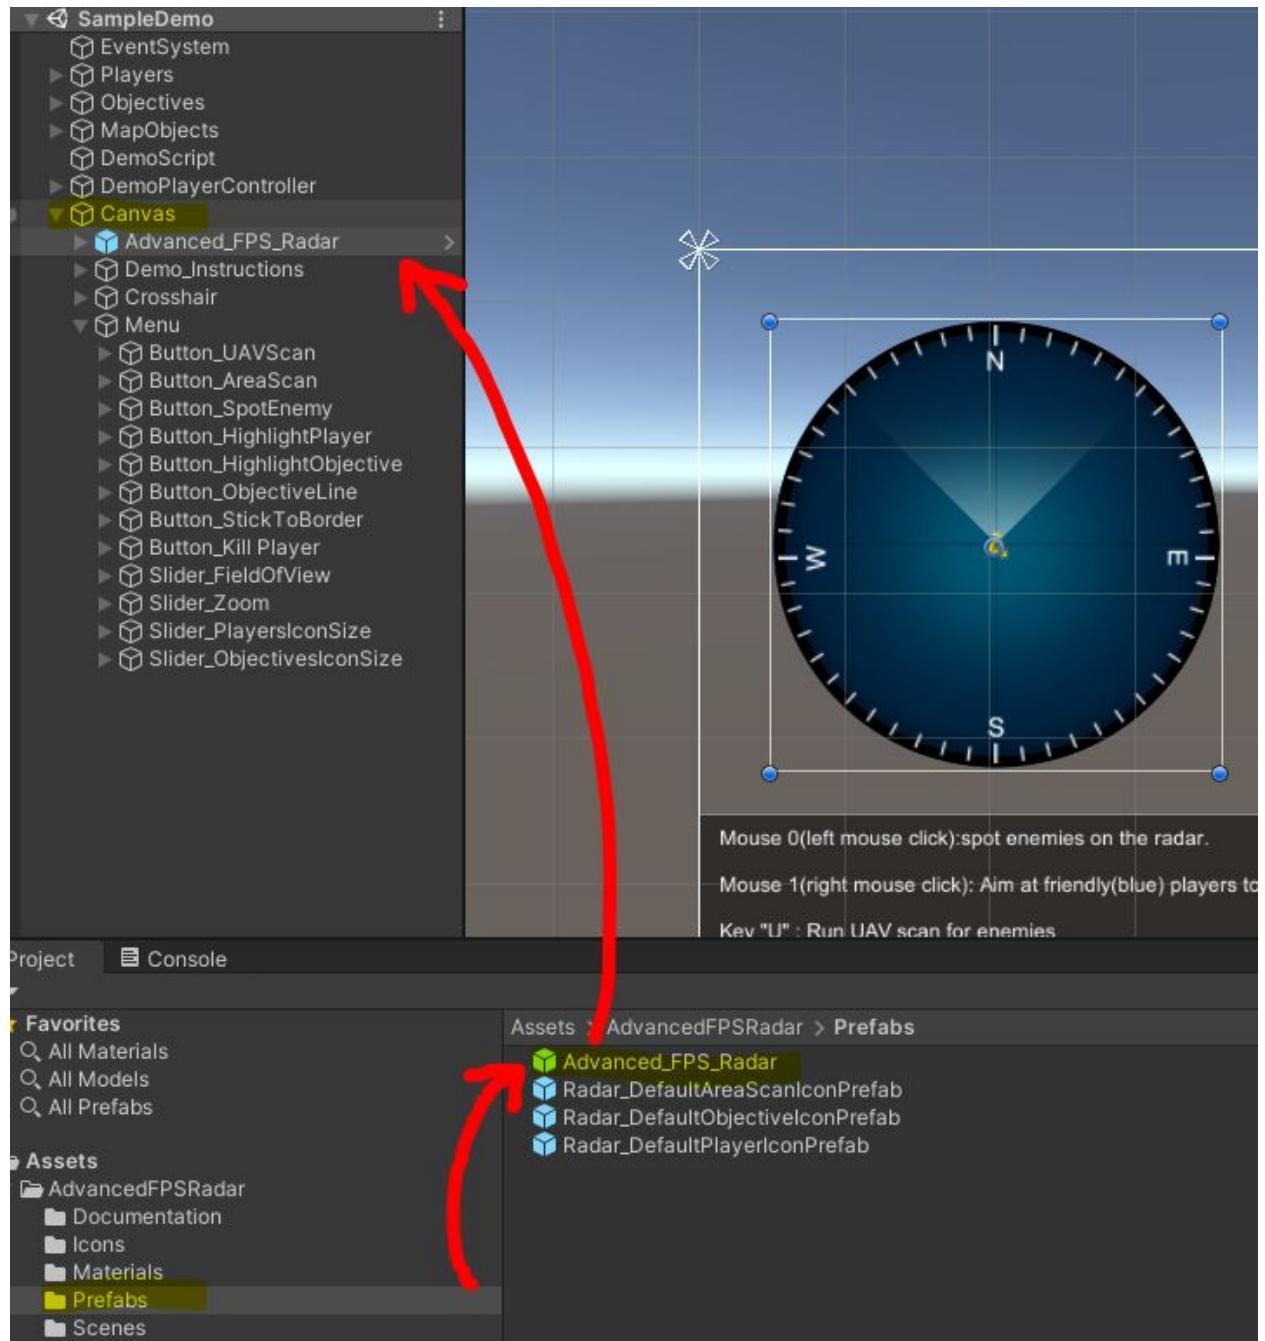 SampleDemo
EventSystem
Players
Objectives
MapObjects
DemoScript
DemoPlayerController
Canvas
Advanced_FPS_Radar
Demo_Instructions
Crosshair
Menu
Button_UAVScan
Button_AreaScan
Button_SpotEnemy
Button_HighlightPlayer
Button_HighlightObjective
Button_ObjectiveLine
Button_StickToBorder
Button_Kill Player
Slider_FieldOfView
Slider_Zoom
Slider_PlayersIconSize
Slider_ObjectivesIconSize
N
W
E
S
Mouse 0(left mouse click):spot enemies on the radar.
Mouse 1(right mouse click): Aim at friendly(blue) players to
Key "U" : Run UAV scan for enemies
Project
Console
Favorites
All Materials
All Models
All Prefabs
Assets
AdvancedFPSRadar
Documentation
Icons
Materials
Prefabs
Scenes
Assets > AdvancedFPSRadar > Prefabs
Advanced_FPS_Radar
Radar_DefaultAreaScanIconPrefab
Radar_DefaultObjectiveIconPrefab
Radar_DefaultPlayerIconPrefab